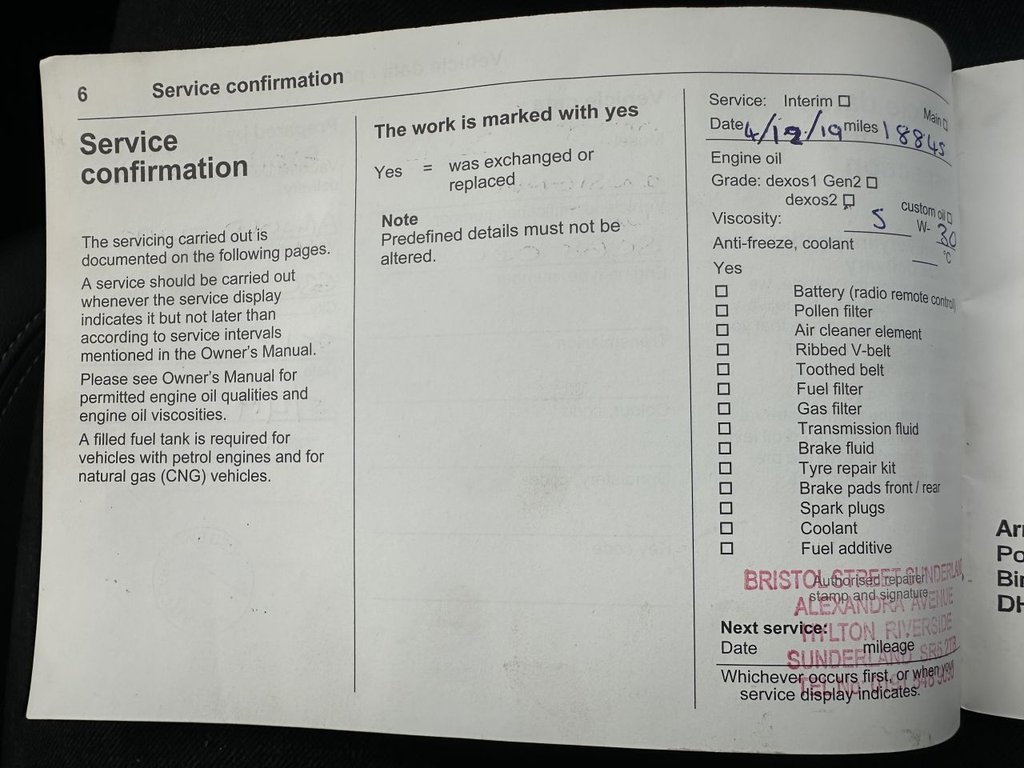 6 Service confirmation
Service
confirmation
The servicing carried out is
documented on the following pages.
A service should be carried out
whenever the service display
indicates it but not later than
according to service intervals
mentioned in the Owner's Manual.
Please see Owner's Manual for
permitted engine oil qualities and
engine oil viscosities.
A filled fuel tank is required for
vehicles with petrol engines and for
natural gas (CNG) vehicles.
The work is marked with yes
Yes = was exchanged or
replaced
Note
Predefined details must not be
altered.
Service: Interim ☐ Main ☐
Date 4/12/19 miles 18845
Engine oil
Grade: dexos1 Gen2 ☐
dexos2 ☐ custom oil ☐
Viscosity: 5 W- 30
Anti-freeze, coolant °C
Yes
☐ Battery (radio remote control)
☐ Pollen filter
☐ Air cleaner element
☐ Ribbed V-belt
☐ Toothed belt
☐ Fuel filter
☐ Gas filter
☐ Transmission fluid
☐ Brake fluid
☐ Tyre repair kit
☐ Brake pads front / rear
☐ Spark plugs
☐ Coolant
☐ Fuel additive
Authorised repairer
stamp and signature
BRISTOL STREET SUNDERLAND
ALEXANDRA AVENUE
HYLTON RIVERSIDE
SUNDERLAND SR5
TEL NO
Next service:
Date mileage
Whichever occurs first, or when your
service display indicates.